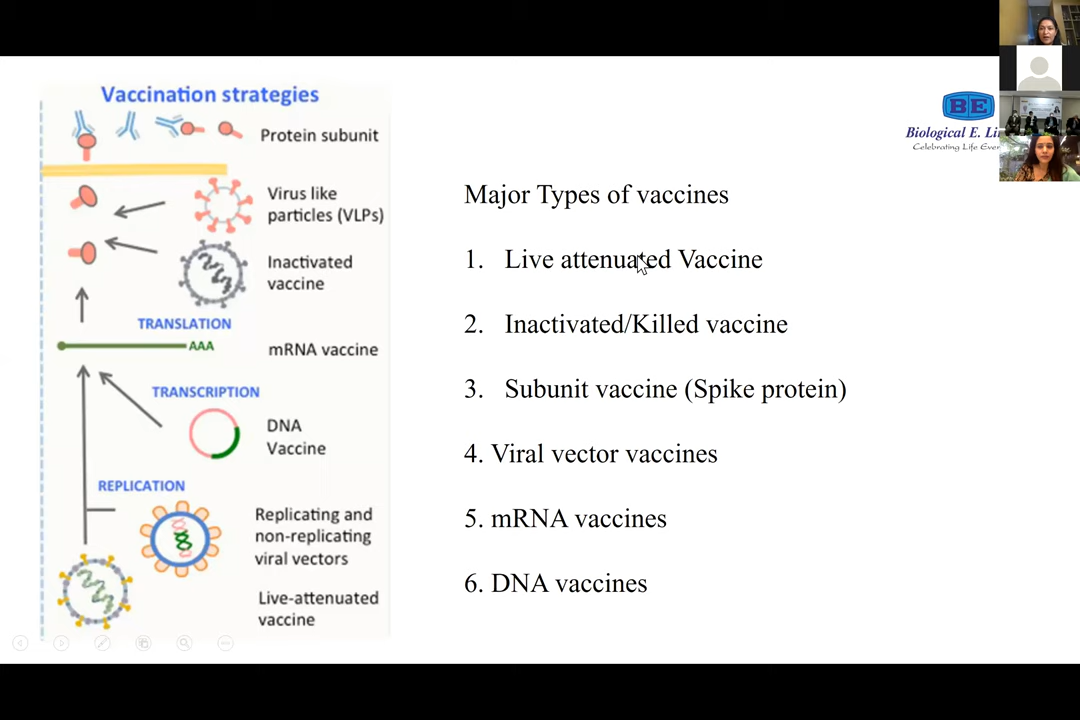 Vaccination strategies
Protein subunit
Virus like
particles (VLPs)
Inactivated
vaccine
TRANSLATION
AAA
mRNA vaccine
TRANSCRIPTION
DNA
Vaccine
REPLICATION
Replicating and
non-replicating
viral vectors
Live-attenuated
vaccine
BE
Biological E. Li
Celebrating Life Ever
Major Types of vaccines
1. Live attenuated Vaccine
2. Inactivated/Killed vaccine
3. Subunit vaccine (Spike protein)
4. Viral vector vaccines
5. mRNA vaccines
6. DNA vaccines